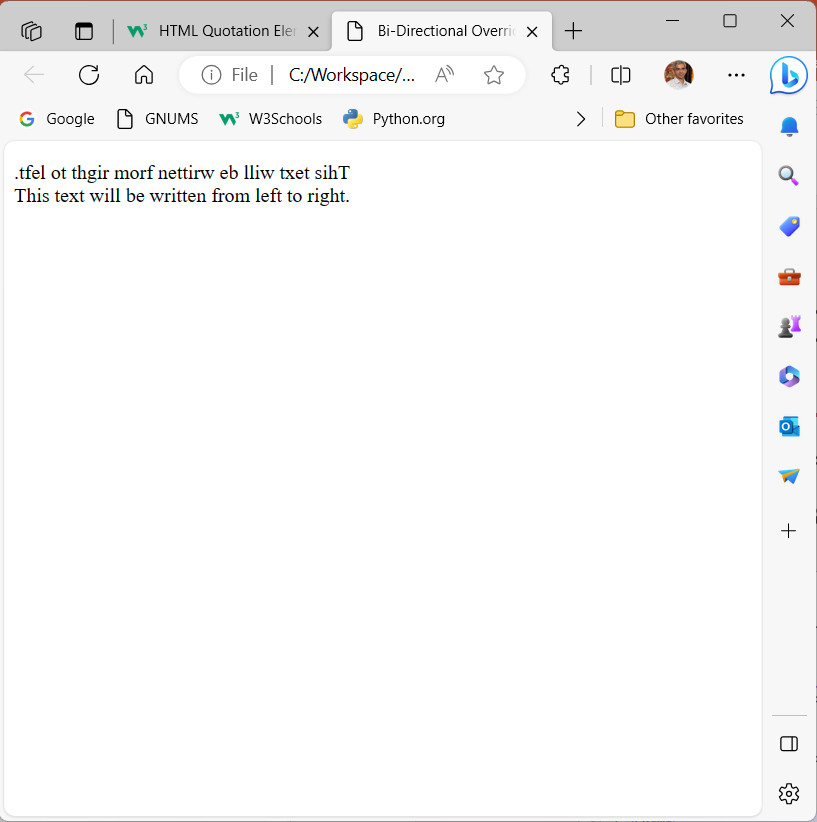 HTML Quotation Ele
Bi-Directional Overri
File
C:/Workspace/...
Google
GNUMS
W3Schools
Python.org
Other favorites
.tfel ot thgir morf nettirw eb lliw txet sihT
This text will be written from left to right.